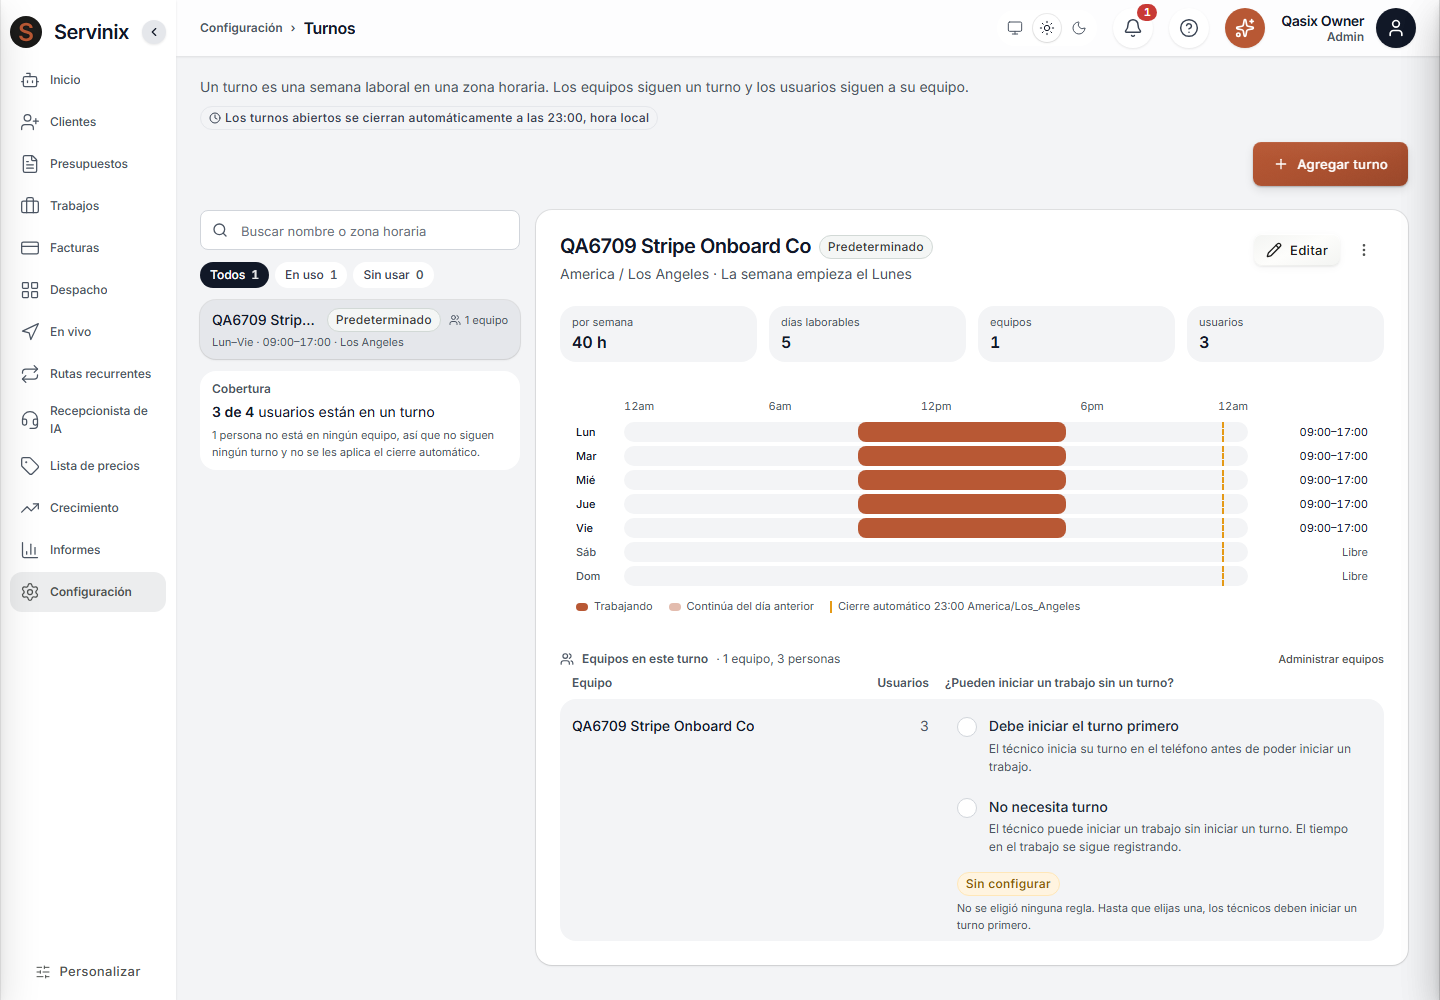 Servinix
Inicio
Clientes
Presupuestos
Trabajos
Facturas
Despacho
En vivo
Rutas recurrentes
Recepcionista de
IA
Lista de precios
Crecimiento
Informes
Configuración
Personalizar
Configuración › Turnos
1
Qasix Owner
Admin
Un turno es una semana laboral en una zona horaria. Los equipos siguen un turno y los usuarios siguen a su equipo.
Los turnos abiertos se cierran automáticamente a las 23:00, hora local
+ Agregar turno
Buscar nombre o zona horaria
Todos 1 En uso 1 Sin usar 0
QA6709 Strip... Predeterminado 1 equipo
Lun–Vie · 09:00–17:00 · Los Angeles
Cobertura
3 de 4 usuarios están en un turno
1 persona no está en ningún equipo, así que no siguen
ningún turno y no se les aplica el cierre automático.
QA6709 Stripe Onboard Co Predeterminado
Editar
America / Los Angeles · La semana empieza el Lunes
por semana
40 h
días laborables
5
equipos
1
usuarios
3
12am 6am 12pm 6pm 12am
Lun 09:00–17:00
Mar 09:00–17:00
Mié 09:00–17:00
Jue 09:00–17:00
Vie 09:00–17:00
Sáb Libre
Dom Libre
Trabajando Continúa del día anterior Cierre automático 23:00 America/Los_Angeles
Equipos en este turno · 1 equipo, 3 personas Administrar equipos
Equipo Usuarios ¿Pueden iniciar un trabajo sin un turno?
QA6709 Stripe Onboard Co 3
Debe iniciar el turno primero
El técnico inicia su turno en el teléfono antes de poder iniciar un
trabajo.
No necesita turno
El técnico puede iniciar un trabajo sin iniciar un turno. El tiempo
en el trabajo se sigue registrando.
Sin configurar
No se eligió ninguna regla. Hasta que elijas una, los técnicos deben iniciar un
turno primero.